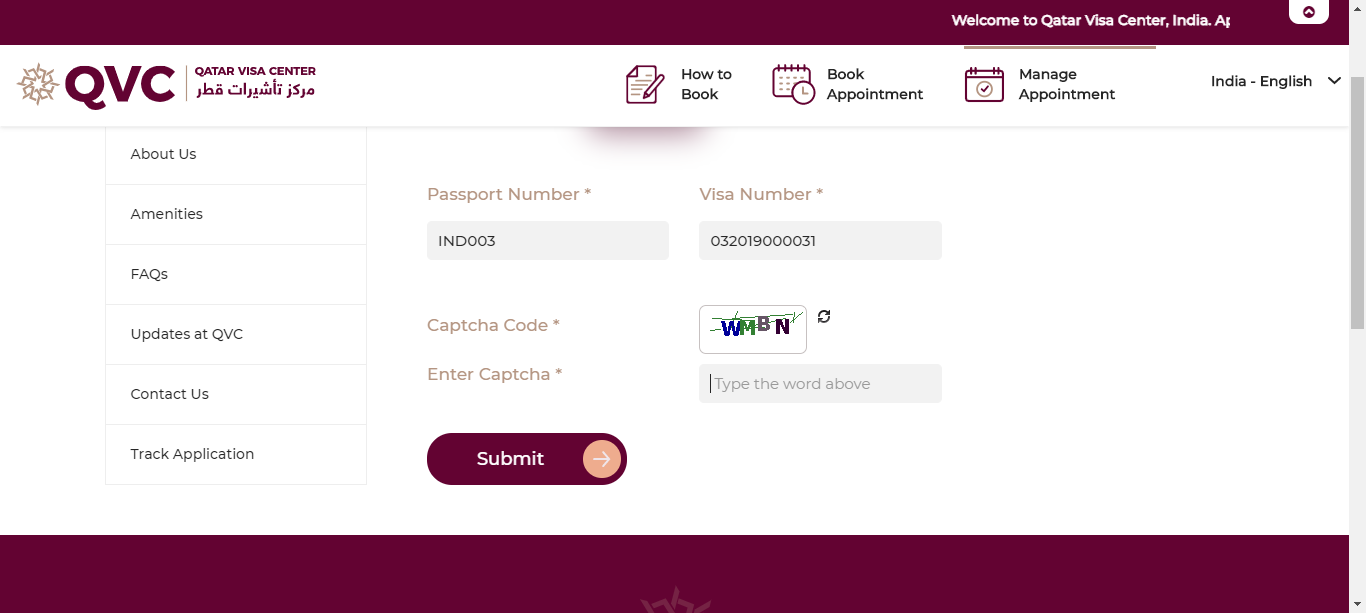 Welcome to Qatar Visa Center, India.
QVC
QATAR VISA CENTER
مركز تأشيرات قطر
How to
Book
Book
Appointment
Manage
Appointment
India - English
About Us
Amenities
FAQs
Updates at QVC
Contact Us
Track Application
Passport Number *
Visa Number *
IND003
032019000031
Captcha Code *
WMBN
Enter Captcha *
Type the word above
Submit